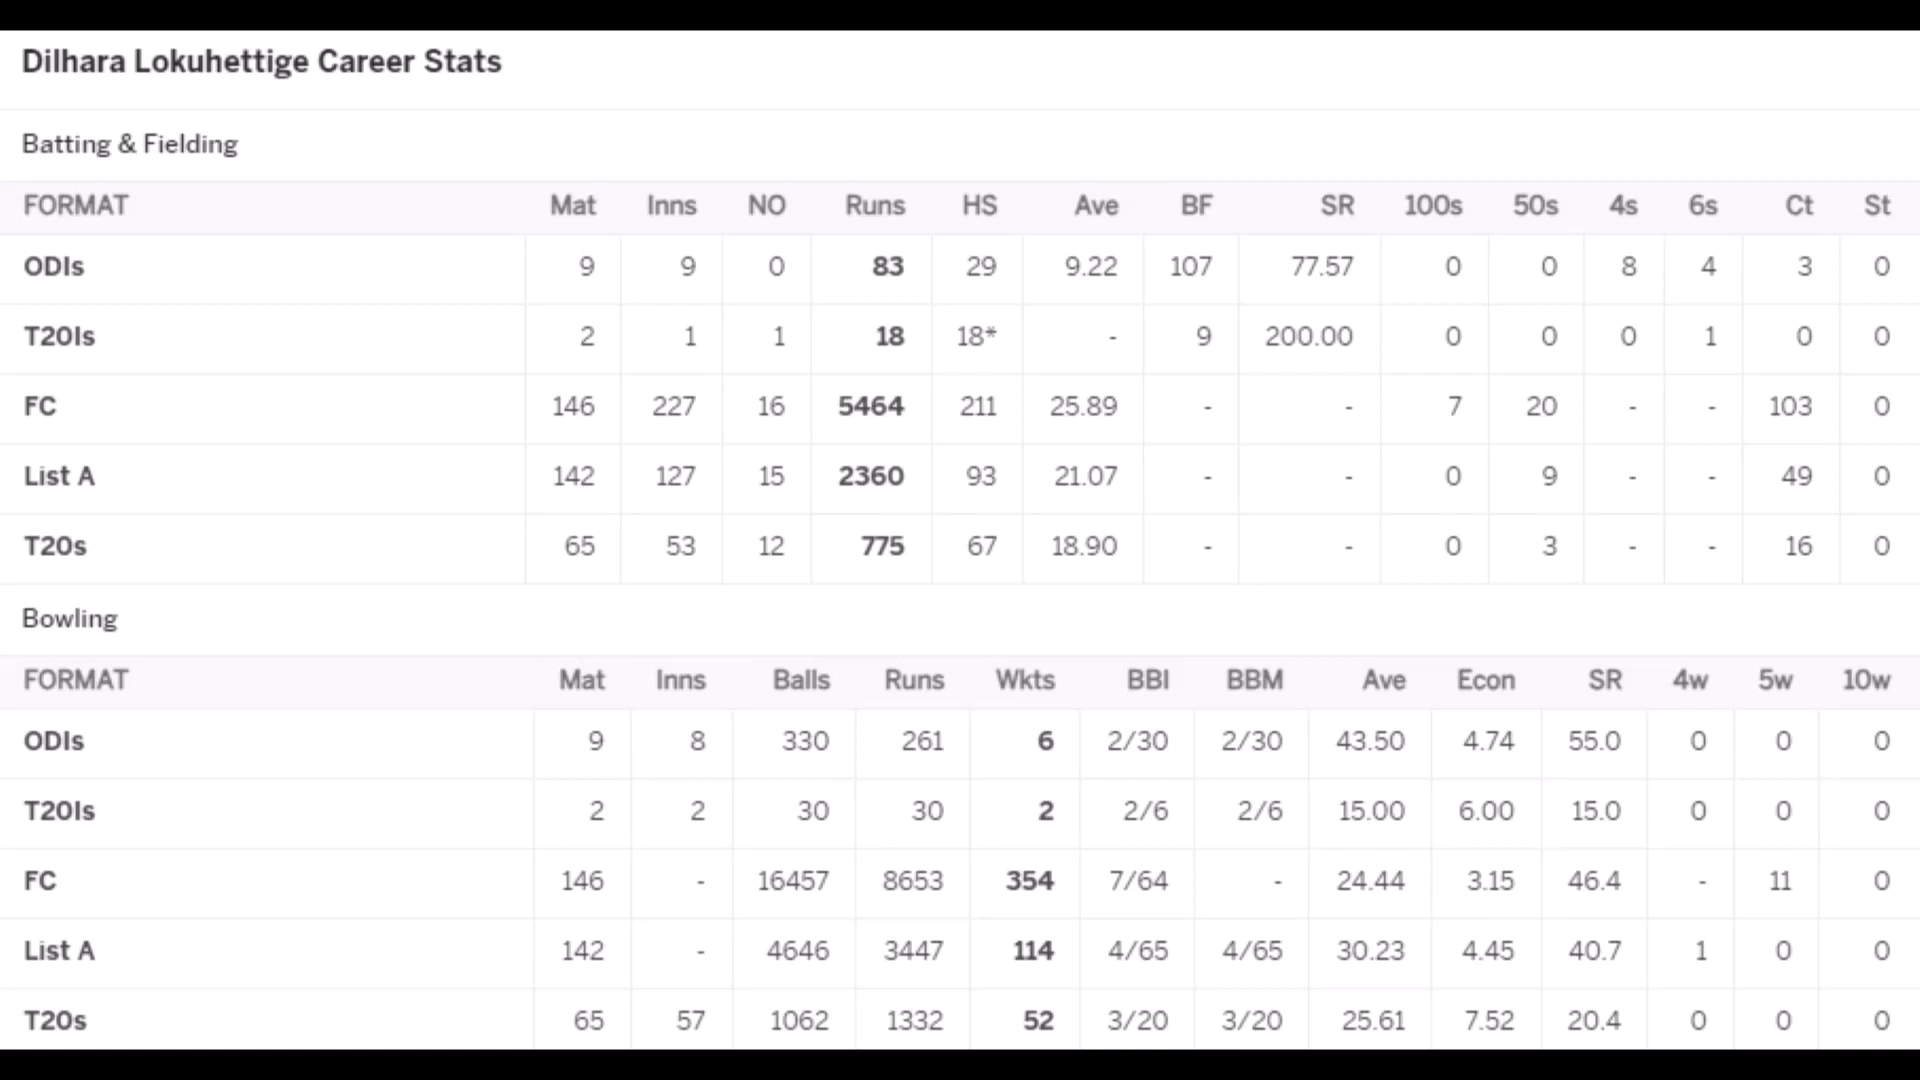 Dilhara Lokuhettige Career Stats
Batting & Fielding
FORMAT Mat Inns NO Runs HS Ave BF SR 100s 50s 4s 6s Ct St
ODIs 9 9 0 83 29 9.22 107 77.57 0 0 8 4 3 0
T20Is 2 1 1 18 18* - 9 200.00 0 0 0 1 0 0
FC 146 227 16 5464 211 25.89 - - 7 20 - - 103 0
List A 142 127 15 2360 93 21.07 - - 0 9 - - 49 0
T20s 65 53 12 775 67 18.90 - - 0 3 - - 16 0
Bowling
FORMAT Mat Inns Balls Runs Wkts BBI BBM Ave Econ SR 4w 5w 10w
ODIs 9 8 330 261 6 2/30 2/30 43.50 4.74 55.0 0 0 0
T20Is 2 2 30 30 2 2/6 2/6 15.00 6.00 15.0 0 0 0
FC 146 - 16457 8653 354 7/64 - 24.44 3.15 46.4 - 11 0
List A 142 - 4646 3447 114 4/65 4/65 30.23 4.45 40.7 1 0 0
T20s 65 57 1062 1332 52 3/20 3/20 25.61 7.52 20.4 0 0 0